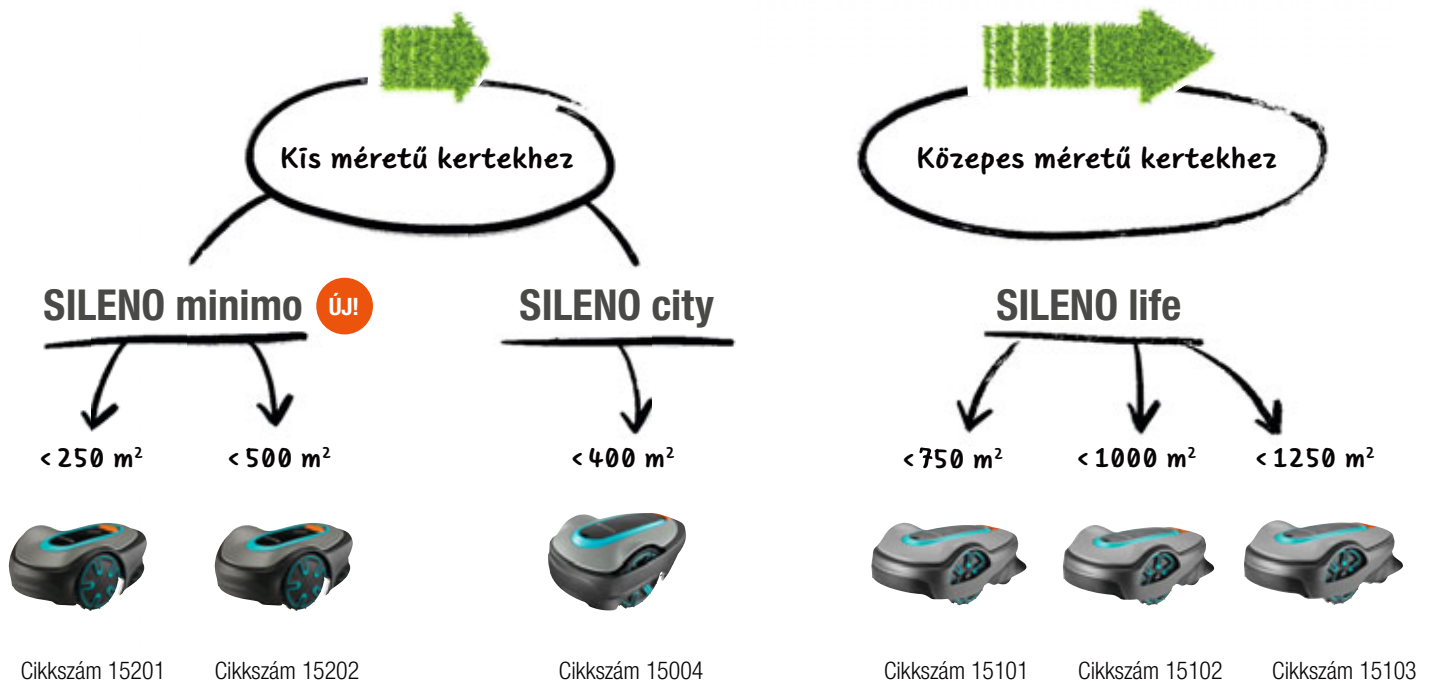 Kis méretű kertekhez
Közepes méretű kertekhez
SILENO minimo ÚJ!
SILENO city
SILENO life
< 250 m²
< 500 m²
< 400 m²
< 750 m²
< 1000 m²
< 1250 m²
Cikkszám 15201
Cikkszám 15202
Cikkszám 15004
Cikkszám 15101
Cikkszám 15102
Cikkszám 15103